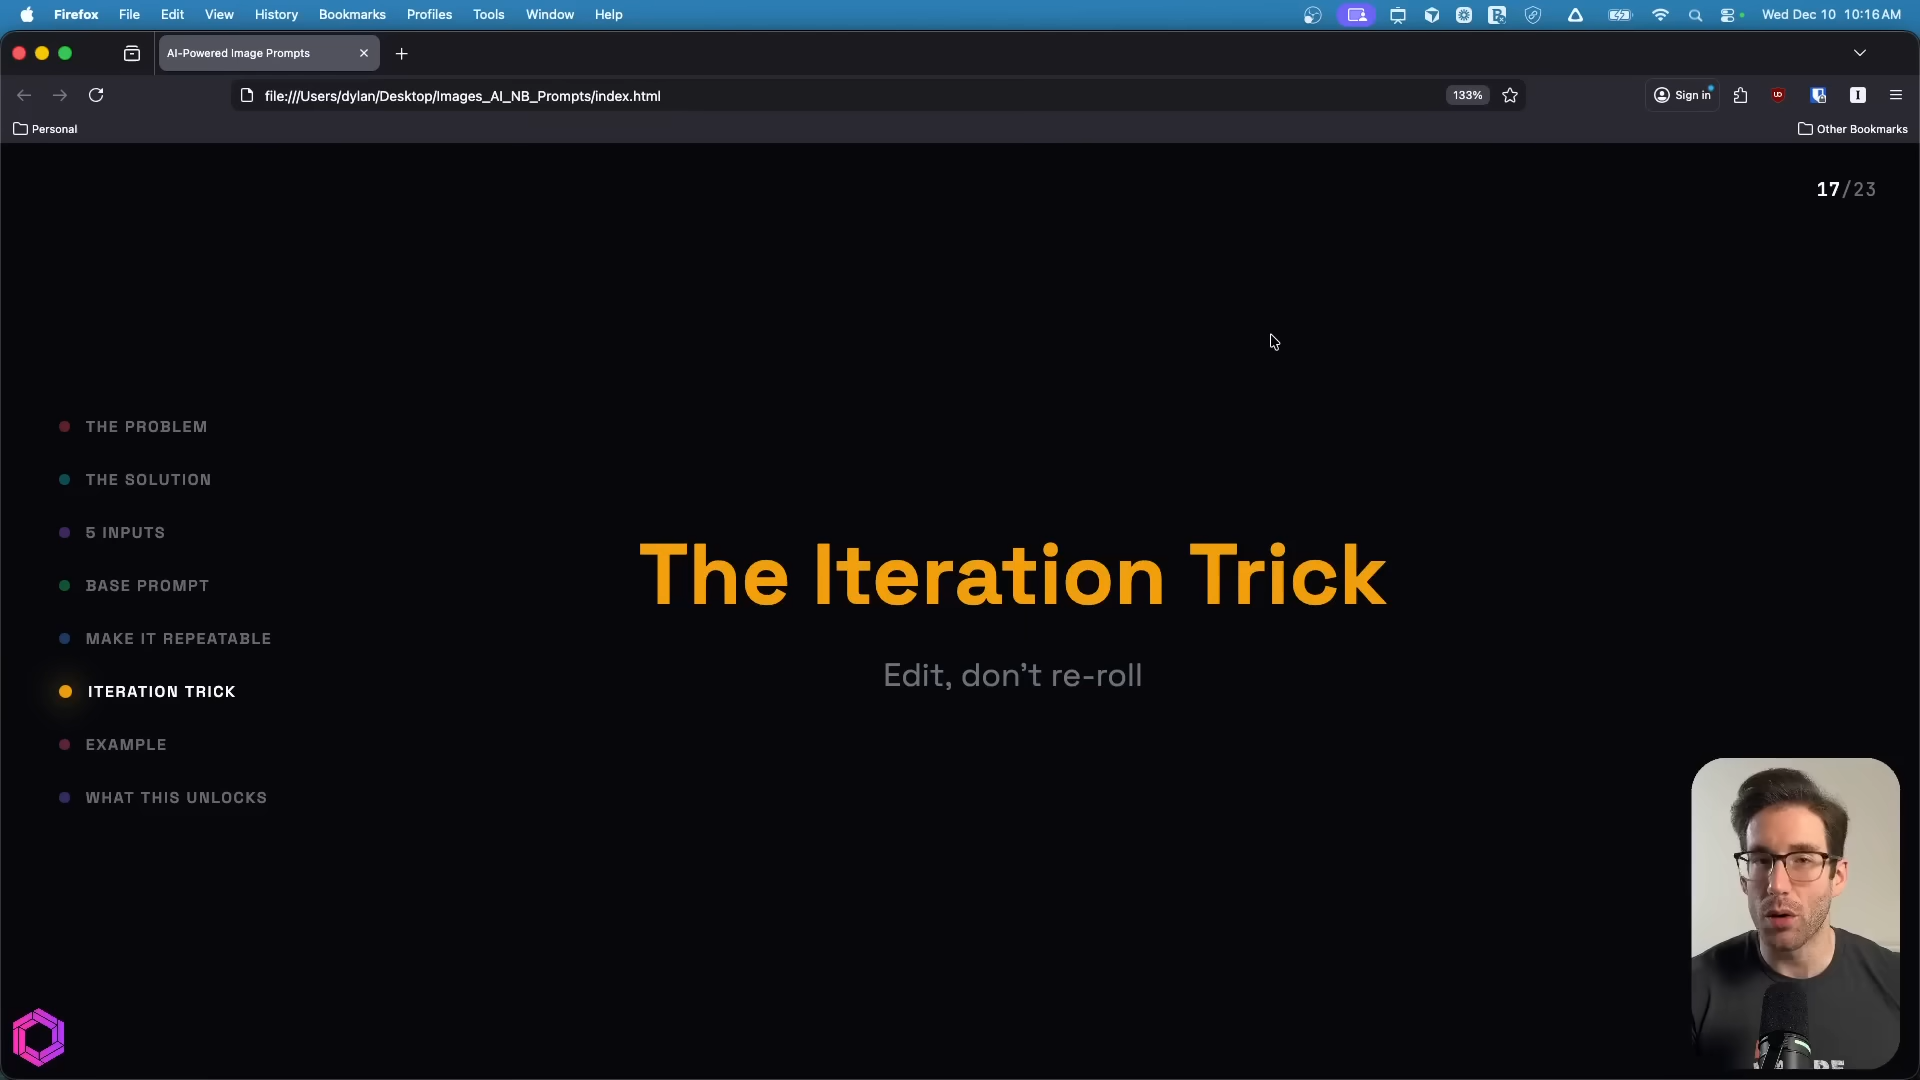 Firefox File Edit View History Bookmarks Profiles Tools Window Help
Wed Dec 10 10:16 AM
AI-Powered Image Prompts
file:///Users/dylan/Desktop/Images_AI_NB_Prompts/index.html
133%
Sign in
Personal
Other Bookmarks
17/23
THE PROBLEM
THE SOLUTION
5 INPUTS
BASE PROMPT
MAKE IT REPEATABLE
ITERATION TRICK
EXAMPLE
WHAT THIS UNLOCKS
The Iteration Trick
Edit, don't re-roll